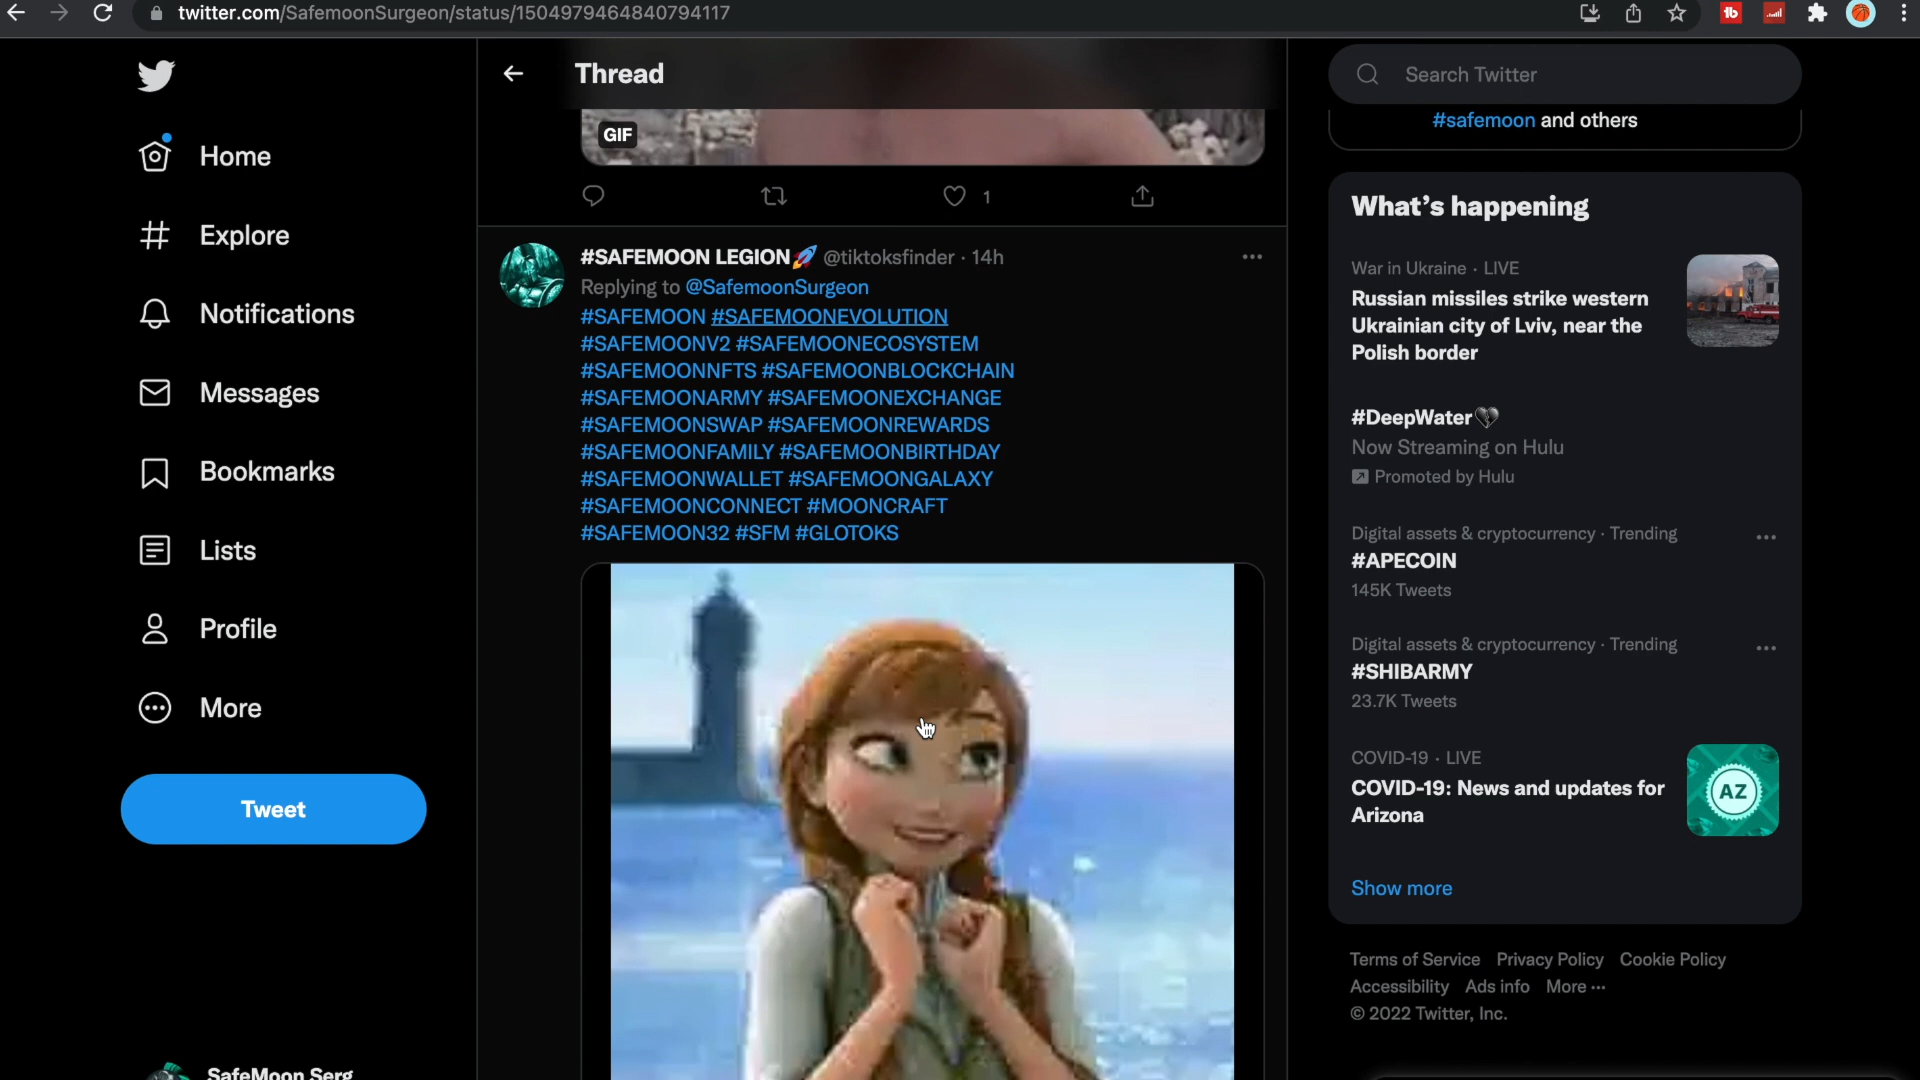 twitter.com/SafemoonSurgeon/status/1504979464840794117
Home
Explore
Notifications
Messages
Bookmarks
Lists
Profile
More
Tweet
SafeMoon Serg
Thread
GIF
1
#SAFEMOON LEGION🚀 @tiktoksfinder · 14h
Replying to @SafemoonSurgeon
#SAFEMOON #SAFEMOONEVOLUTION
#SAFEMOONV2 #SAFEMOONECOSYSTEM
#SAFEMOONNFTS #SAFEMOONBLOCKCHAIN
#SAFEMOONARMY #SAFEMOONEXCHANGE
#SAFEMOONSWAP #SAFEMOONREWARDS
#SAFEMOONFAMILY #SAFEMOONBIRTHDAY
#SAFEMOONWALLET #SAFEMOONGALAXY
#SAFEMOONCONNECT #MOONCRAFT
#SAFEMOON32 #SFM #GLOTOKS
Search Twitter
#safemoon and others
What's happening
War in Ukraine · LIVE
Russian missiles strike western
Ukrainian city of Lviv, near the
Polish border
#DeepWater💔
Now Streaming on Hulu
Promoted by Hulu
Digital assets & cryptocurrency · Trending
#APECOIN
145K Tweets
Digital assets & cryptocurrency · Trending
#SHIBARMY
23.7K Tweets
COVID-19 · LIVE
COVID-19: News and updates for
Arizona
AZ
Show more
Terms of Service Privacy Policy Cookie Policy
Accessibility Ads info More ···
© 2022 Twitter, Inc.